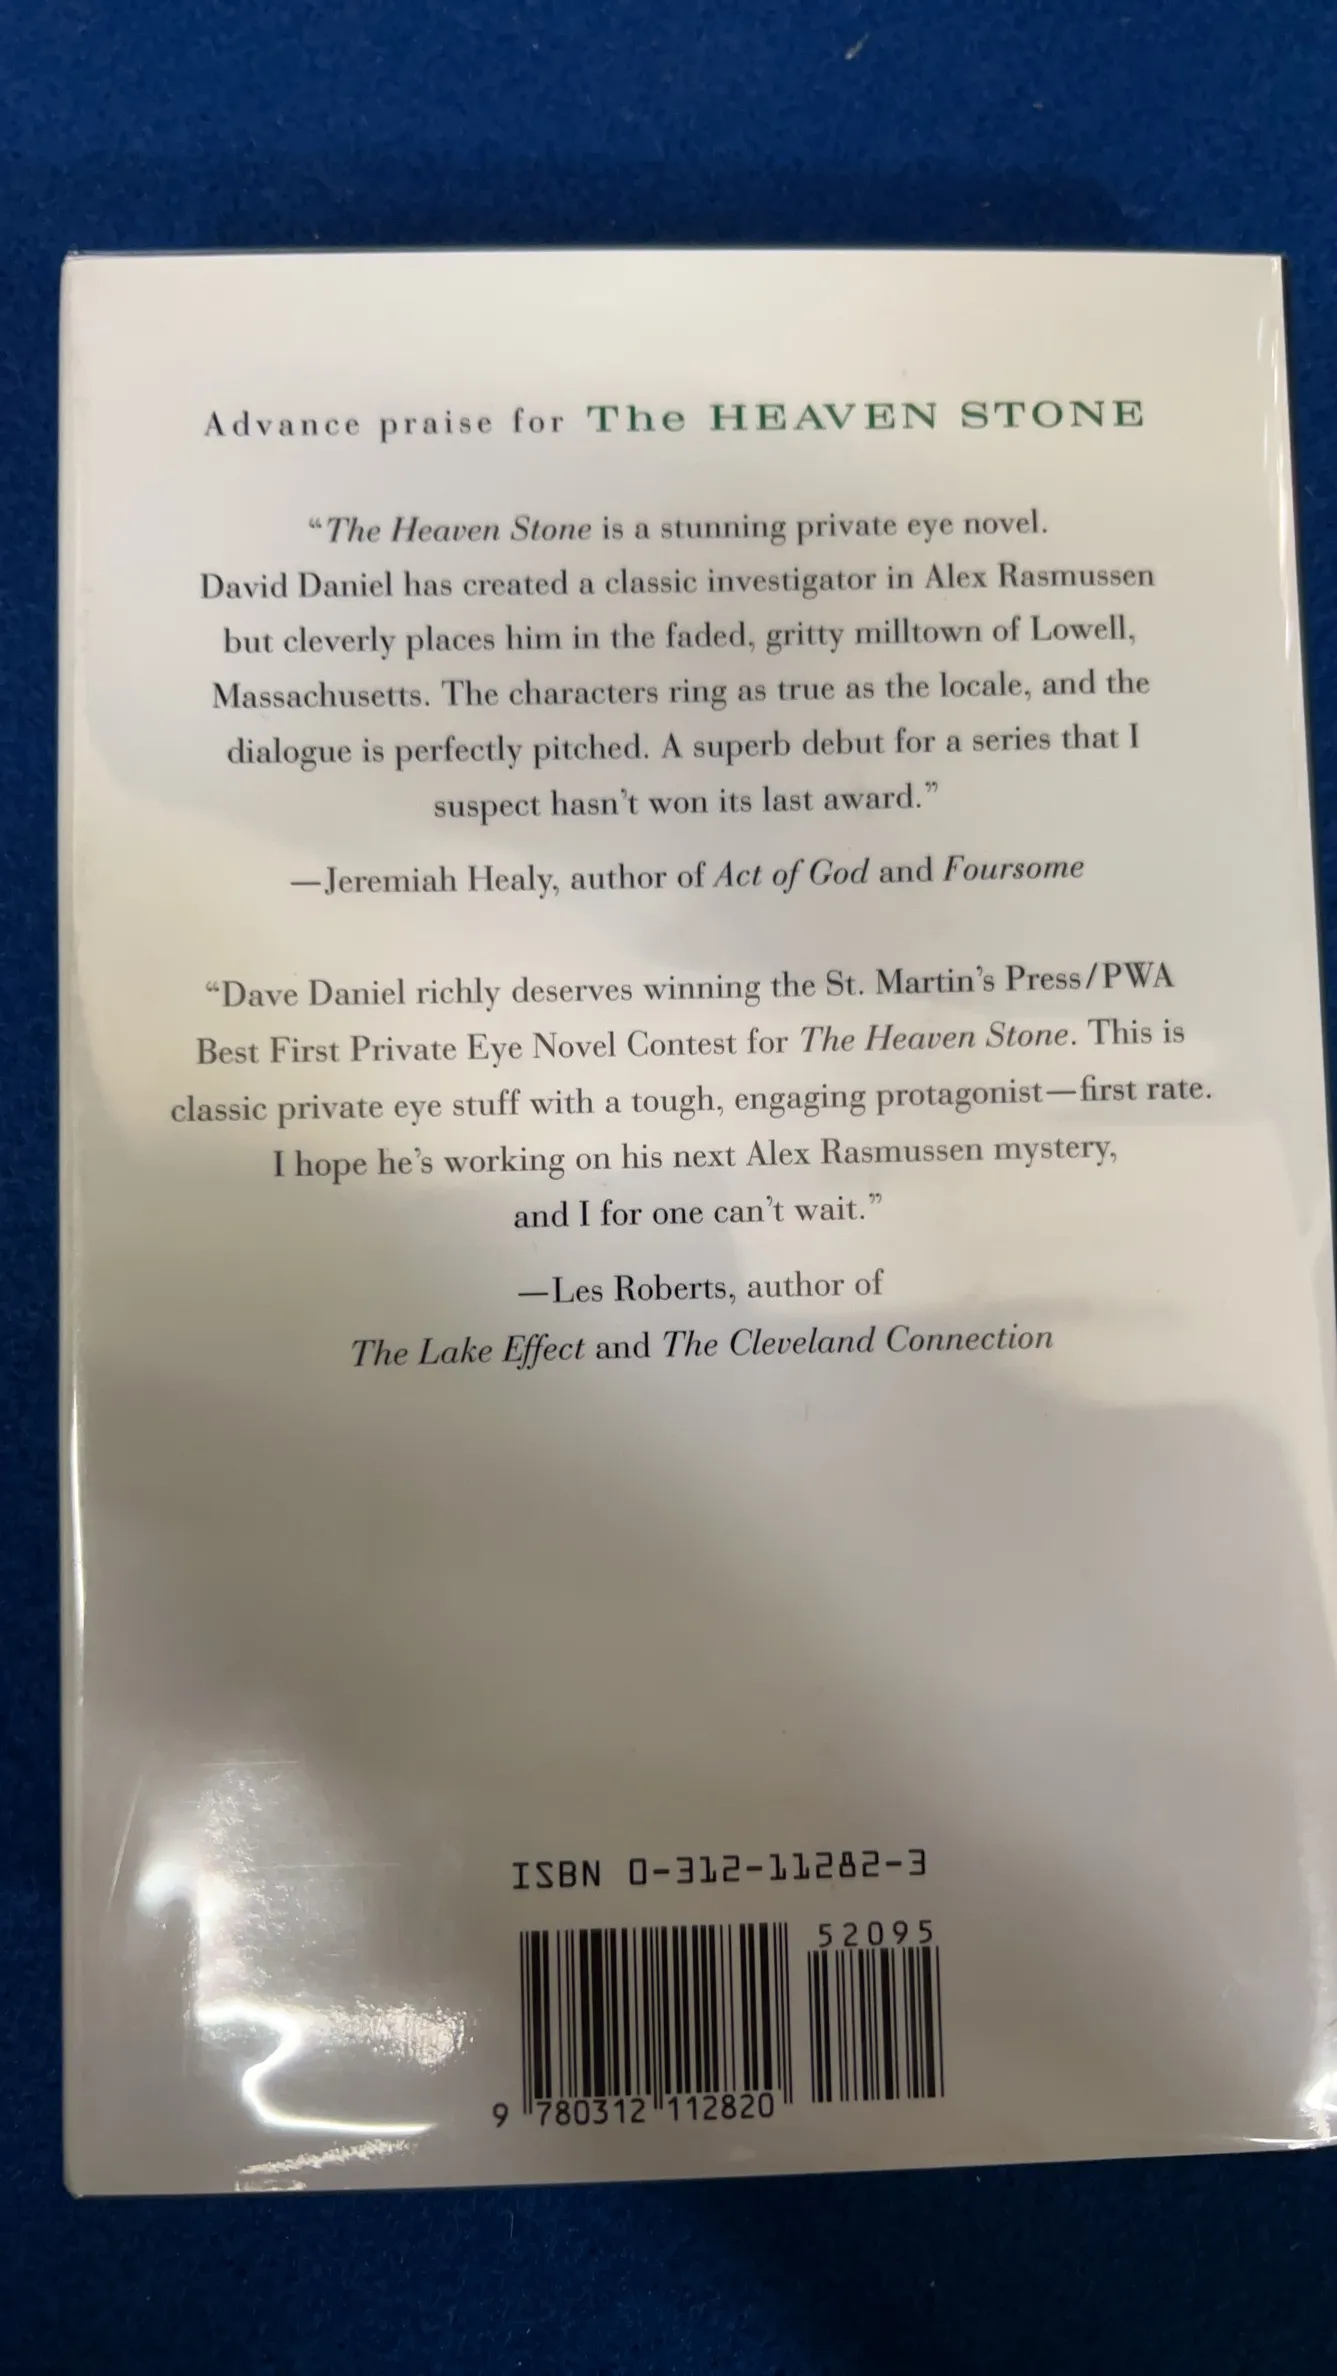 Advance praise for The HEAVEN STONE
“The Heaven Stone is a stunning private eye novel.
David Daniel has created a classic investigator in Alex Rasmussen
but cleverly places him in the faded, gritty milltown of Lowell,
Massachusetts. The characters ring as true as the locale, and the
dialogue is perfectly pitched. A superb debut for a series that I
suspect hasn’t won its last award.”
—Jeremiah Healy, author of Act of God and Foursome
“Dave Daniel richly deserves winning the St. Martin’s Press/PWA
Best First Private Eye Novel Contest for The Heaven Stone. This is
classic private eye stuff with a tough, engaging protagonist—first rate.
I hope he’s working on his next Alex Rasmussen mystery,
and I for one can’t wait.”
—Les Roberts, author of
The Lake Effect and The Cleveland Connection
ISBN 0-312-11282-3
52095
9 780312 112820